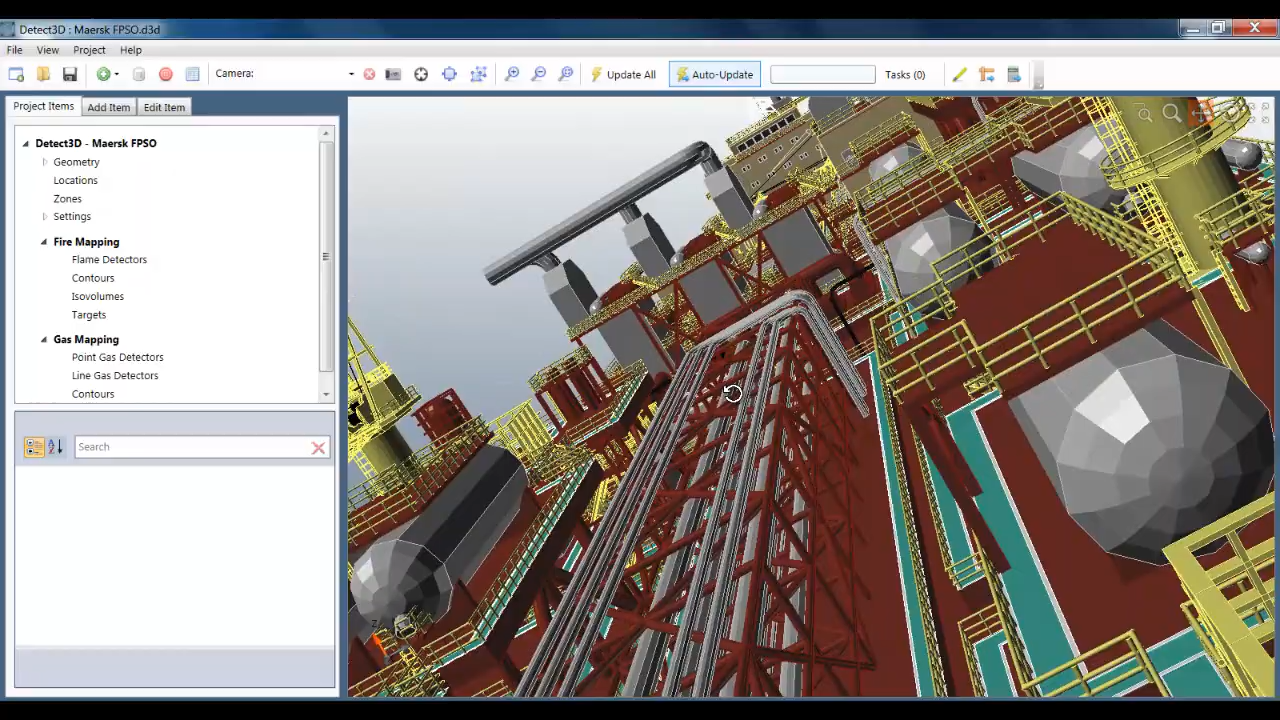 Detect3D : Maersk FPSO.d3d
File View Project Help
Camera: Update All Auto-Update Tasks (0)
Project Items Add Item Edit Item
Detect3D - Maersk FPSO
Geometry
Locations
Zones
Settings
Fire Mapping
Flame Detectors
Contours
Isovolumes
Targets
Gas Mapping
Point Gas Detectors
Line Gas Detectors
Contours
A Z Search